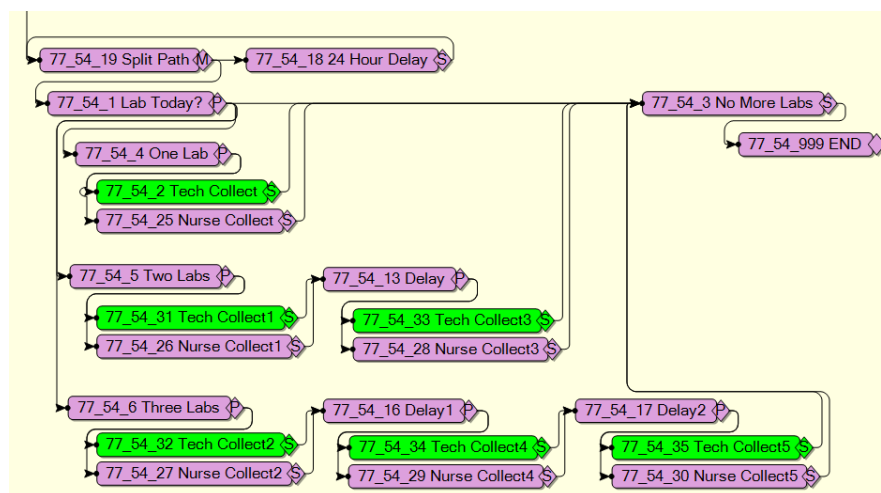 77_54_19 Split Path M
77_54_18 24 Hour Delay S
77_54_1 Lab Today? P
77_54_3 No More Labs S
77_54_999 END
77_54_4 One Lab P
77_54_2 Tech Collect S
77_54_25 Nurse Collect S
77_54_5 Two Labs P
77_54_13 Delay P
77_54_31 Tech Collect1 S
77_54_33 Tech Collect3 S
77_54_26 Nurse Collect1 S
77_54_28 Nurse Collect3 S
77_54_6 Three Labs P
77_54_16 Delay1 P
77_54_17 Delay2 P
77_54_32 Tech Collect2 S
77_54_34 Tech Collect4 S
77_54_35 Tech Collect5 S
77_54_27 Nurse Collect2 S
77_54_29 Nurse Collect4 S
77_54_30 Nurse Collect5 S